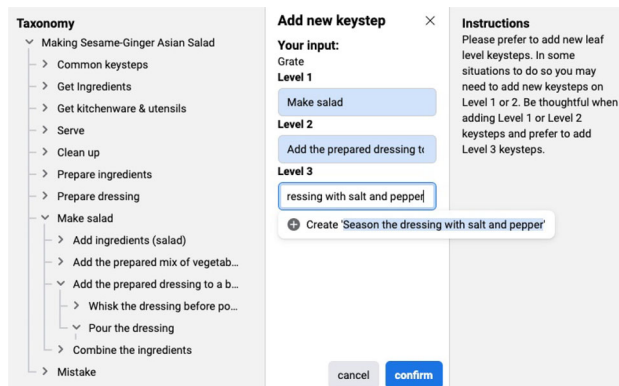 Taxonomy
Making Sesame-Ginger Asian Salad
Common keysteps
Get Ingredients
Get kitchenware & utensils
Serve
Clean up
Prepare ingredients
Prepare dressing
Make salad
Add ingredients (salad)
Add the prepared mix of vegetab...
Add the prepared dressing to a b...
Whisk the dressing before po...
Pour the dressing
Combine the ingredients
Mistake
Add new keystep
Your input:
Grate
Level 1
Make salad
Level 2
Add the prepared dressing to
Level 3
ressing with salt and pepper
Create 'Season the dressing with salt and pepper'
cancel
confirm
Instructions
Please prefer to add new leaf
level keysteps. In some
situations to do so you may
need to add new keysteps on
Level 1 or 2. Be thoughtful when
adding Level 1 or Level 2
keysteps and prefer to add
Level 3 keysteps.